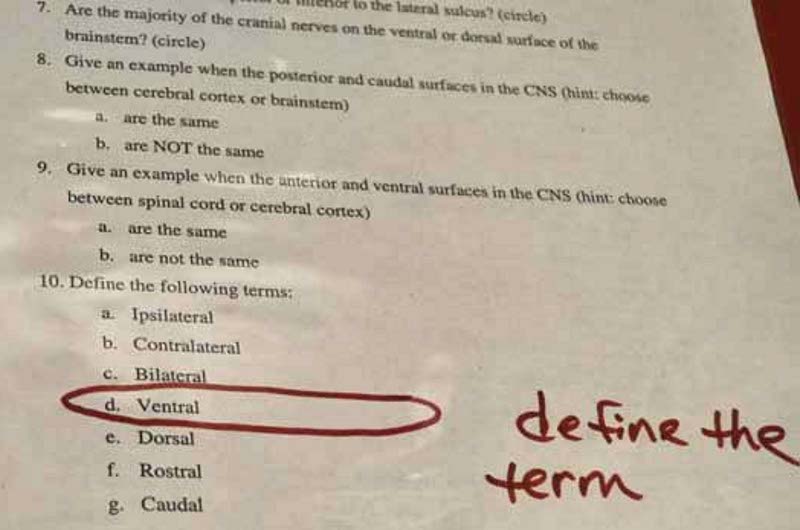 inferior to the lateral sulcus? (circle)
7. Are the majority of the cranial nerves on the ventral or dorsal surface of the
brainstem? (circle)
8. Give an example when the posterior and caudal surfaces in the CNS (hint: choose
between cerebral cortex or brainstem)
a. are the same
b. are NOT the same
9. Give an example when the anterior and ventral surfaces in the CNS (hint: choose
between spinal cord or cerebral cortex)
a. are the same
b. are not the same
10. Define the following terms:
a. Ipsilateral
b. Contralateral
c. Bilateral
d. Ventral
e. Dorsal
f. Rostral
g. Caudal
define the
term